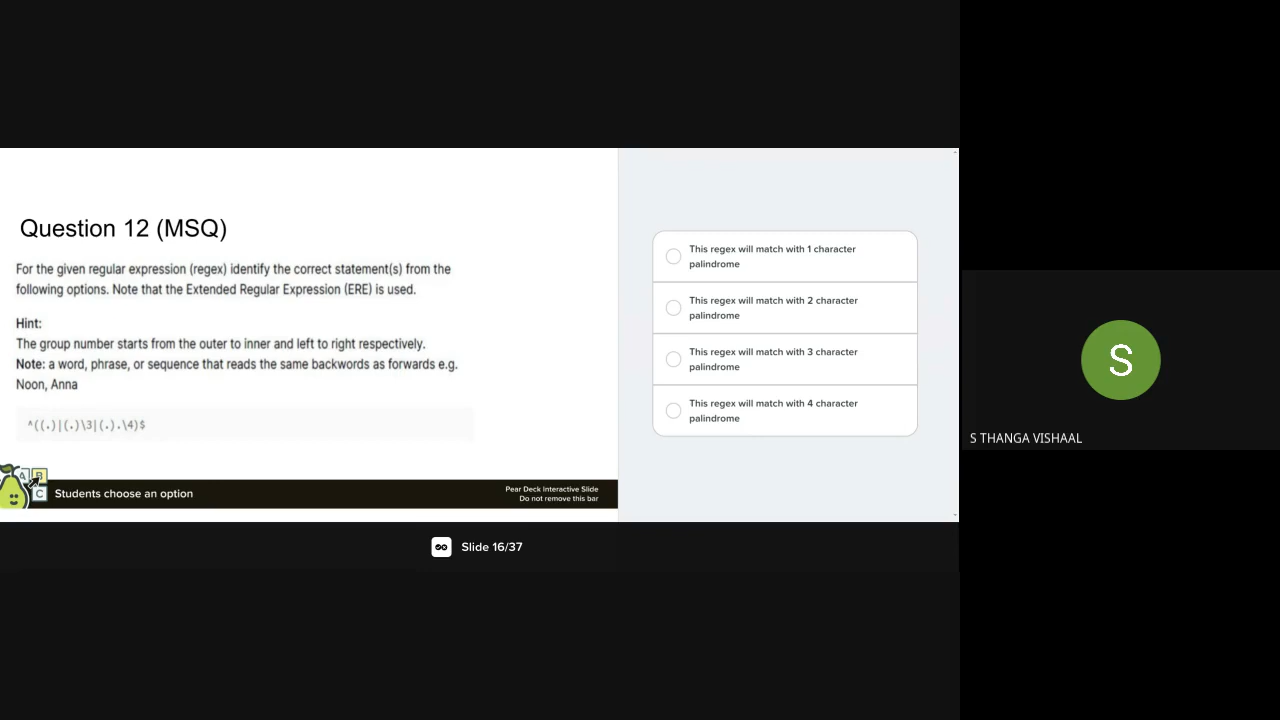 Question 12 (MSQ)
For the given regular expression (regex) identify the correct statement(s) from the
following options. Note that the Extended Regular Expression (ERE) is used.
Hint:
The group number starts from the outer to inner and left to right respectively.
Note: a word, phrase, or sequence that reads the same backwords as forwards e.g.
Noon, Anna
^((.)|(.)\3|(.).\4)$
A B
C
Students choose an option
Pear Deck Interactive Slide
Do not remove this bar
This regex will match with 1 character
palindrome
This regex will match with 2 character
palindrome
This regex will match with 3 character
palindrome
This regex will match with 4 character
palindrome
Slide 16/37
S
S THANGA VISHAAL